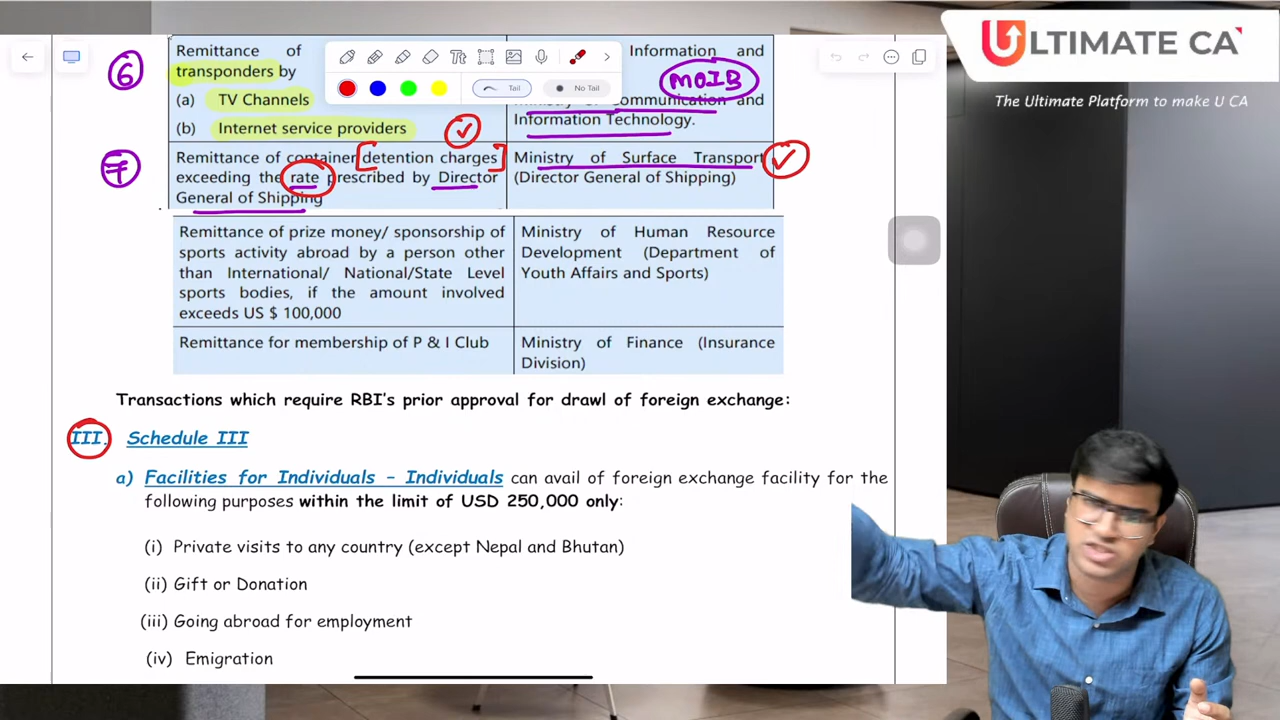 ULTIMATE CA
The Ultimate Platform to make U CA
Tail
No Tail
6
Remittance of
transponders by
(a) TV Channels
(b) Internet service providers
Information and
MOIB
Communication and
Information Technology.
7
Remittance of container detention charges
exceeding the rate prescribed by Director
General of Shipping
Ministry of Surface Transport
(Director General of Shipping)
Remittance of prize money/ sponsorship of
sports activity abroad by a person other
than International/ National/State Level
sports bodies, if the amount involved
exceeds US $ 100,000
Ministry of Human Resource
Development (Department of
Youth Affairs and Sports)
Remittance for membership of P & I Club
Ministry of Finance (Insurance
Division)
Transactions which require RBI's prior approval for drawl of foreign exchange:
III. Schedule III
a) Facilities for Individuals – Individuals can avail of foreign exchange facility for the
following purposes within the limit of USD 250,000 only:
(i) Private visits to any country (except Nepal and Bhutan)
(ii) Gift or Donation
(iii) Going abroad for employment
(iv) Emigration